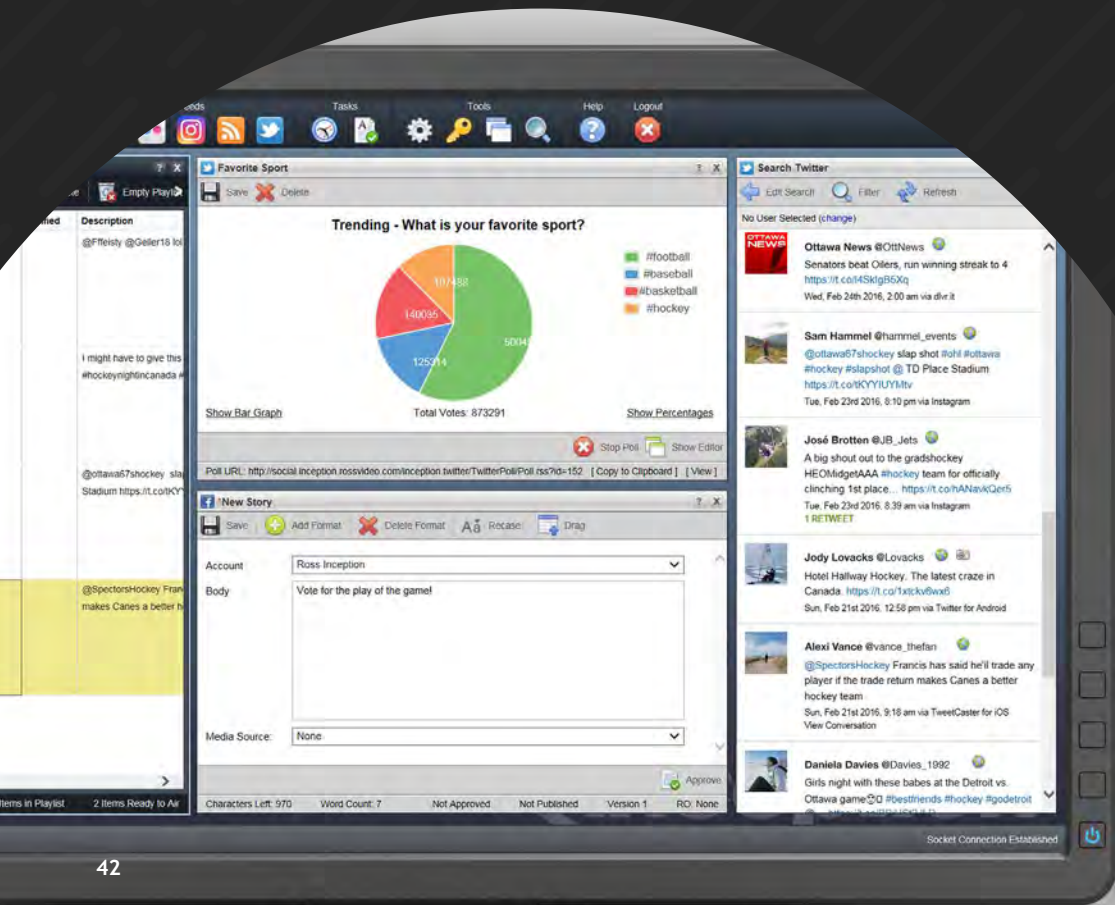 eds
Tasks
Tools
Help
Logout
? X
Empty Playlist
Description
@Ffleisty @Geller18 lol
I might have to give this
#hockeynightincanada #
@ottawa67shockey slap
Stadium https://t.co/tKY
@SpectorsHockey Fran
makes Canes a better h
Items in Playlist
2 Items Ready to Air
Favorite Sport
? X
Save
Delete
Trending - What is your favorite sport?
#football
#baseball
#basketball
#hockey
107488
140035
125314
5004
Show Bar Graph
Total Votes: 873291
Show Percentages
Stop Poll
Show Editor
Poll URL: http://social.inception.rossvideo.com/inception.twitter/TwitterPoll/Poll.rss?id=152 [ Copy to Clipboard ] [ View ]
*New Story
? X
Save
Add Format
Delete Format
Recase
Drag
Account
Ross Inception
Body
Vote for the play of the game!
Media Source:
None
Approve
Characters Left: 970
Word Count: 7
Not Approved
Not Published
Version 1
RO: None
Search Twitter
Edit Search
Filter
Refresh
No User Selected (change)
OTTAWA
NEWS
Ottawa News @OttNews
Senators beat Oilers, run winning streak to 4
Wed, Feb 24th 2016, 2:00 am via dlvr.it
Sam Hammel @hammel_events
@ottawa67shockey slap shot #ohl #ottawa
#hockey #slapshot @ TD Place Stadium
https://t.co/tKYYIUYMtv
Tue, Feb 23rd 2016, 8:10 pm via Instagram
José Brotten @JB_Jets
A big shout out to the gradshockey
HEOMidgetAAA #hockey team for officially
clinching 1st place... https://t.co/hANavkQer5
Tue, Feb 23rd 2016, 8:39 am via Instagram
1 RETWEET
Jody Lovacks @Lovacks
Hotel Hallway Hockey. The latest craze in
Canada. https://t.co/1xtckv6wx6
Sun, Feb 21st 2016, 12:58 pm via Twitter for Android
Alexi Vance @vance_thefan
@SpectorsHockey Francis has said he'll trade any
player if the trade return makes Canes a better
hockey team
Sun, Feb 21st 2016, 9:18 am via TweetCaster for iOS
View Conversation
Daniela Davies @Davies_1992
Girls night with these babes at the Detroit vs.
Ottawa game #bestfriends #hockey #godetroit
Socket Connection Established
42